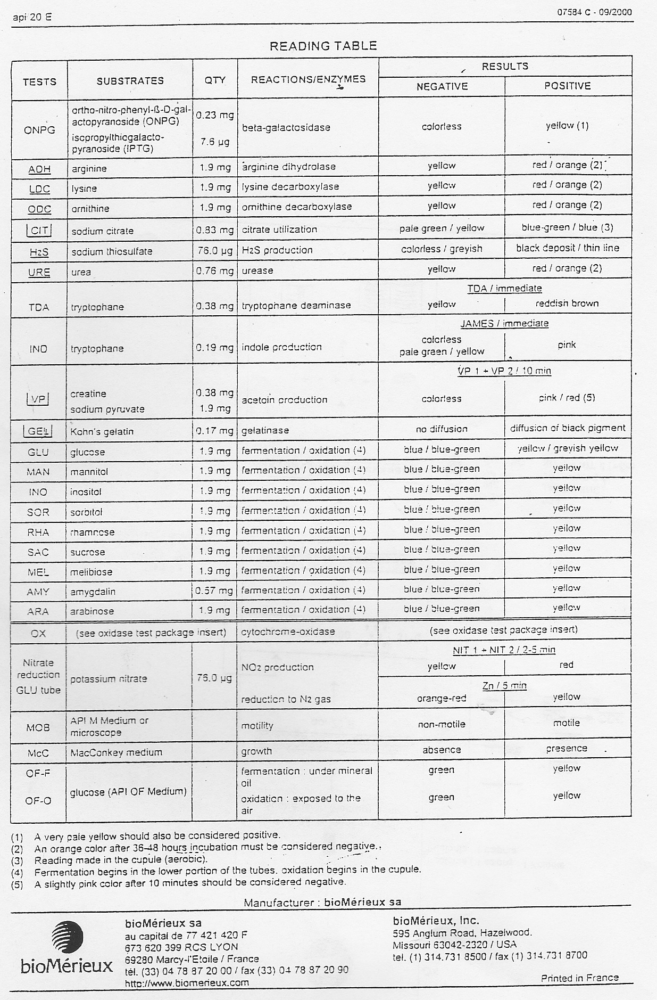 api 20 E
07584 C - 09/2000
READING TABLE
TESTS SUBSTRATES QTY REACTIONS/ENZYMES RESULTS
NEGATIVE POSITIVE
ONPG ortho-nitro-phenyl-ß-D-gal-actopyranoside (ONPG) 0.23 mg beta-galactosidase colorless yellow (1)
isopropylthiogalacto-pyranoside (IPTG) 7.6 µg
ADH arginine 1.9 mg arginine dihydrolase yellow red / orange (2)
LDC lysine 1.9 mg lysine decarboxylase yellow red / orange (2)
ODC ornithine 1.9 mg ornithine decarboxylase yellow red / orange (2)
CIT sodium citrate 0.83 mg citrate utilization pale green / yellow blue-green / blue (3)
H2S sodium thiosulfate 76.0 µg H2S production colorless / greyish black deposit / thin line
URE urea 0.76 mg urease yellow red / orange (2)
TDA / immediate
TDA tryptophane 0.38 mg tryptophane deaminase yellow reddish brown
JAMES / immediate
IND tryptophane 0.19 mg indole production colorless pale green / yellow pink
VP 1 + VP 2 / 10 min
VP creatine 0.38 mg acetoin production colorless pink / red (5)
sodium pyruvate 1.9 mg
GEL Kohn's gelatin 0.17 mg gelatinase no diffusion diffusion of black pigment
GLU glucose 1.9 mg fermentation / oxidation (4) blue / blue-green yellow / greyish yellow
MAN mannitol 1.9 mg fermentation / oxidation (4) blue / blue-green yellow
INO inositol 1.9 mg fermentation / oxidation (4) blue / blue-green yellow
SOR sorbitol 1.9 mg fermentation / oxidation (4) blue / blue-green yellow
RHA rhamnose 1.9 mg fermentation / oxidation (4) blue / blue-green yellow
SAC sucrose 1.9 mg fermentation / oxidation (4) blue / blue-green yellow
MEL melibiose 1.9 mg fermentation / oxidation (4) blue / blue-green yellow
AMY amygdalin 0.57 mg fermentation / oxidation (4) blue / blue-green yellow
ARA arabinose 1.9 mg fermentation / oxidation (4) blue / blue-green yellow
OX (see oxidase test package insert) cytochrome-oxidase (see oxidase test package insert)
NIT 1 + NIT 2 / 2-5 min
Nitrate reduction GLU tube potassium nitrate 76.0 µg NO2 production yellow red
Zn / 5 min
reduction to N2 gas orange-red yellow
MOB API M Medium or microscope motility non-motile motile
McC MacConkey medium growth absence presence
OF-F glucose (API OF Medium) fermentation : under mineral oil green yellow
OF-O oxidation : exposed to the air green yellow
(1) A very pale yellow should also be considered positive.
(2) An orange color after 36-48 hours incubation must be considered negative.
(3) Reading made in the cupule (aerobic).
(4) Fermentation begins in the lower portion of the tubes. oxidation begins in the cupule.
(5) A slightly pink color after 10 minutes should be considered negative.
Manufacturer : bioMérieux sa
bioMérieux
bioMérieux sa
au capital de 77 421 420 F
673 620 399 RCS LYON
69280 Marcy-l'Etoile / France
tél. (33) 04 78 87 20 00 / fax (33) 04 78 87 20 90
http://www.biomerieux.com
bioMérieux, Inc.
595 Anglum Road, Hazelwood.
Missouri 63042-2320 / USA
tel. (1) 314.731 8500 / fax (1) 314.731 8700
Printed in France